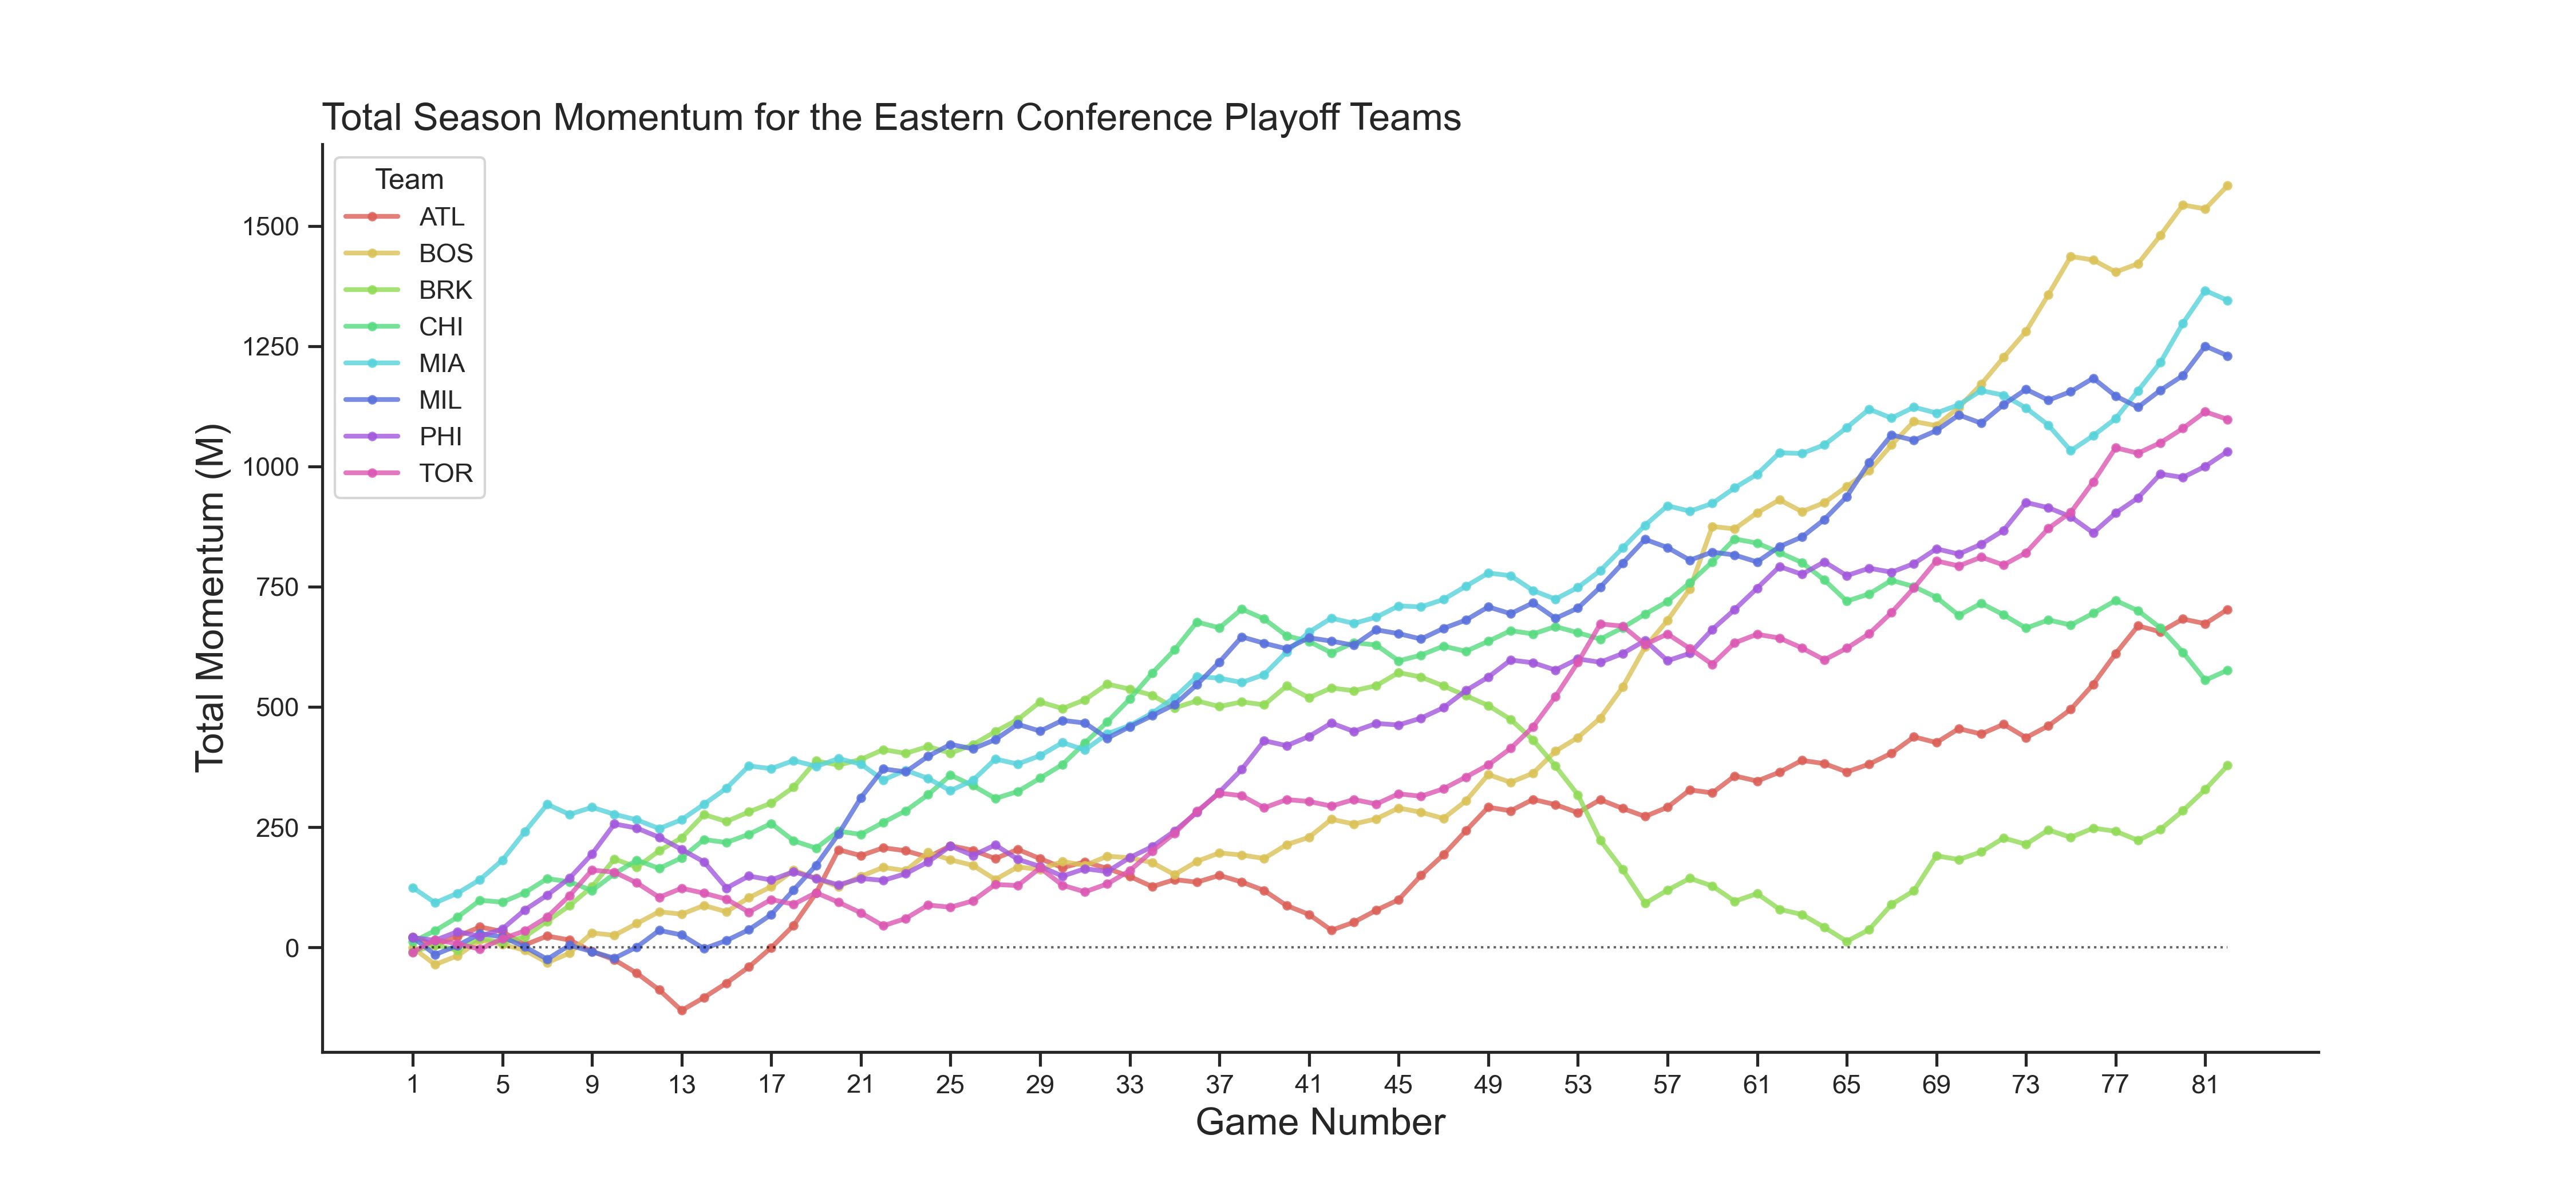 Total Season Momentum for the Eastern Conference Playoff Teams
Team
ATL
BOS
BRK
CHI
MIA
MIL
PHI
TOR
Total Momentum (M)
1500
1250
1000
750
500
250
0
1 5 9 13 17 21 25 29 33 37 41 45 49 53 57 61 65 69 73 77 81
Game Number